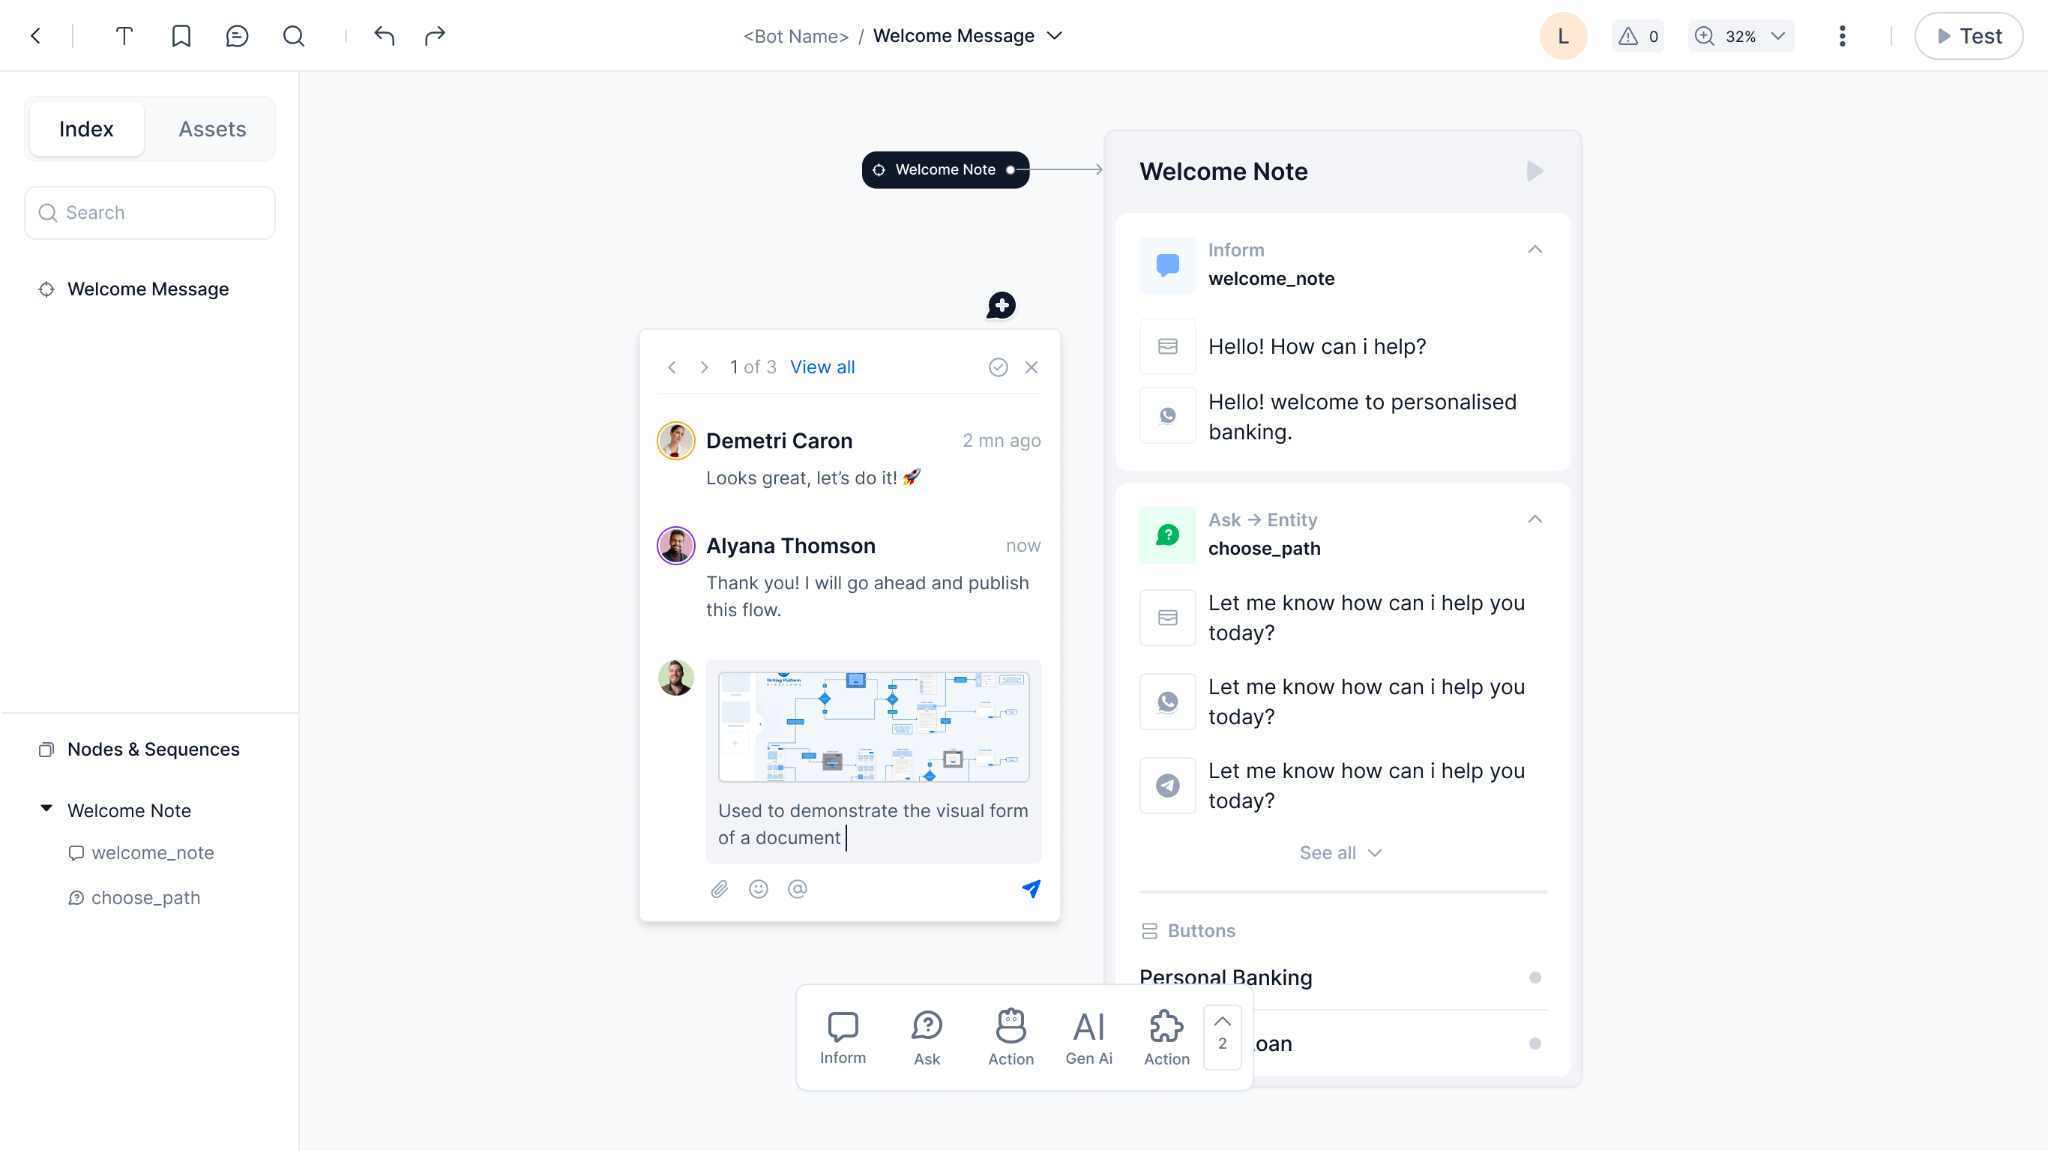 <Bot Name> / Welcome Message
L
0
32%
Test
Index
Assets
Search
Welcome Message
Nodes & Sequences
Welcome Note
welcome_note
choose_path
Welcome Note
1 of 3 View all
Demetri Caron
2 mn ago
Looks great, let's do it! 🚀
Alyana Thomson
now
Thank you! I will go ahead and publish
this flow.
Writing Platform
Used to demonstrate the visual form
of a document
Welcome Note
Inform
welcome_note
Hello! How can i help?
Hello! welcome to personalised
banking.
Ask → Entity
choose_path
Let me know how can i help you
today?
Let me know how can i help you
today?
Let me know how can i help you
today?
See all
Buttons
Personal Banking
oan
Inform
Ask
Action
AI
Gen Ai
Action
2